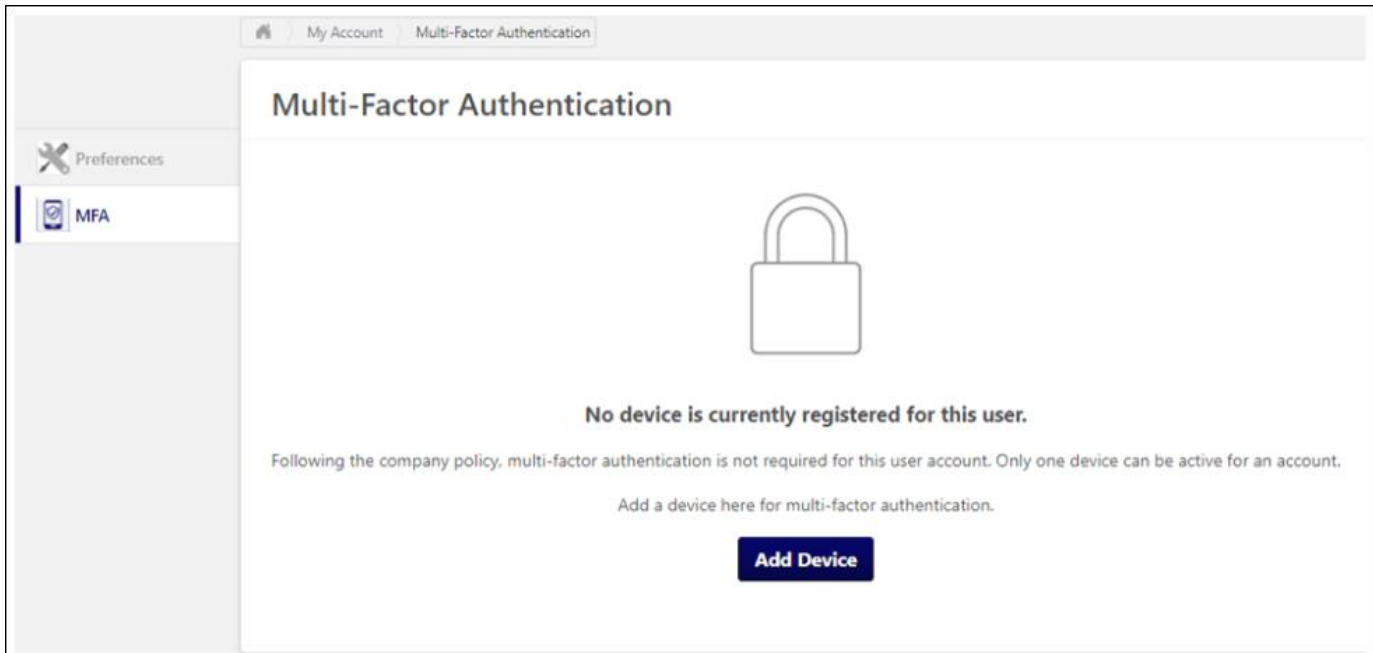 My Account Multi-Factor Authentication
Multi-Factor Authentication
Preferences
MFA
No device is currently registered for this user.
Following the company policy, multi-factor authentication is not required for this user account. Only one device can be active for an account.
Add a device here for multi-factor authentication.
Add Device